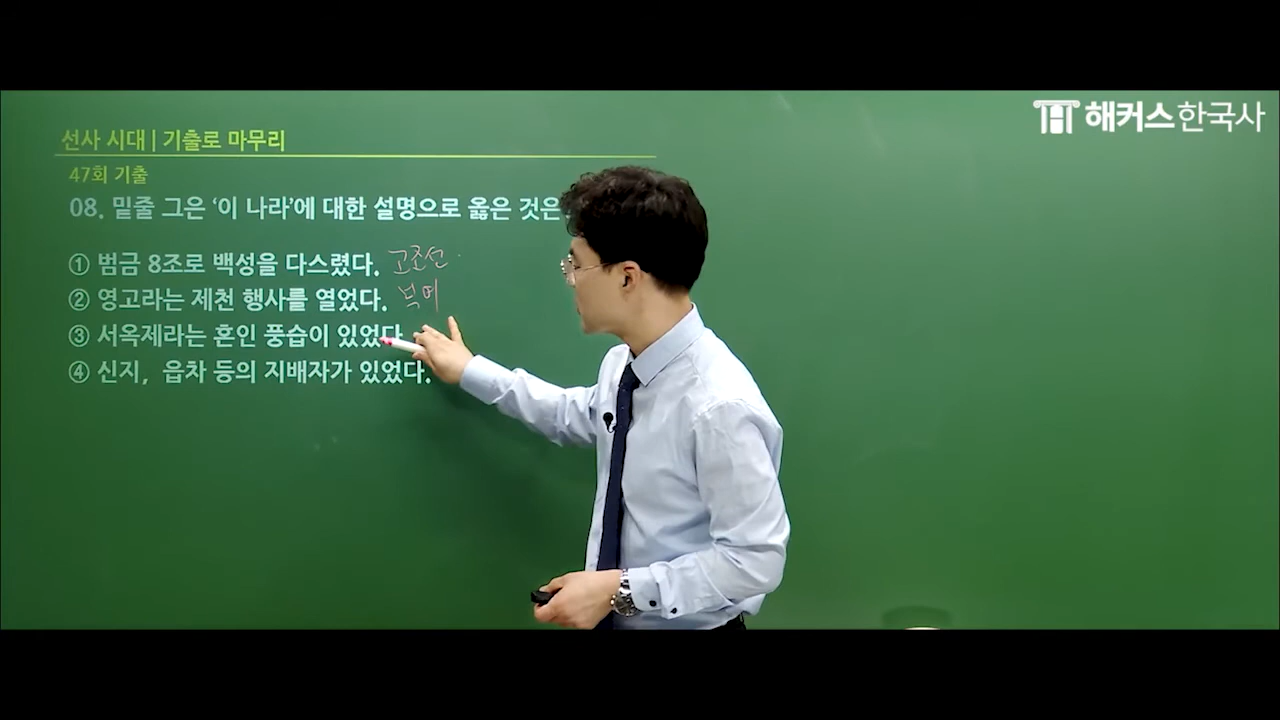 해커스한국사
선사 시대 | 기출로 마무리
47회 기출
08. 밑줄 그은 ‘이 나라’에 대한 설명으로 옳은 것은
① 범금 8조로 백성을 다스렸다. 고조선
② 영고라는 제천 행사를 열었다.
③ 서옥제라는 혼인 풍습이 있었다
④ 신지, 읍차 등의 지배자가 있었다.